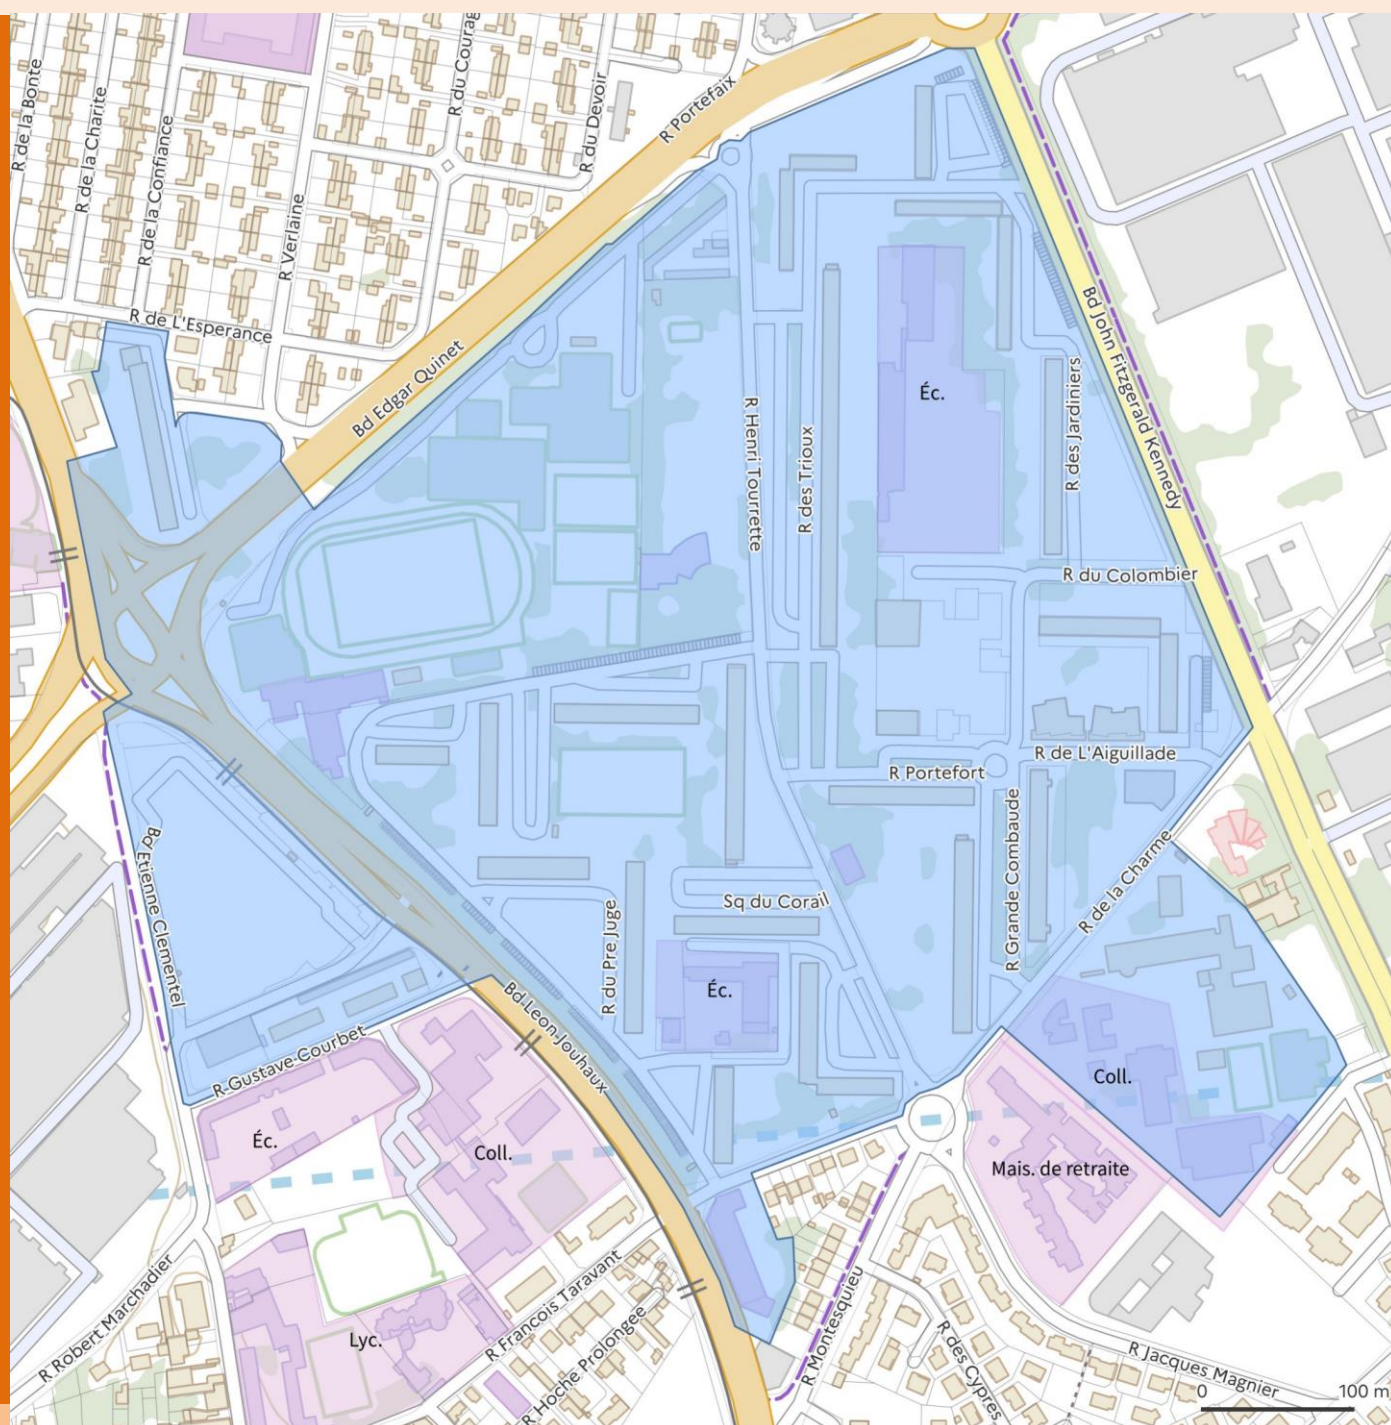 R de la Bonte
R de la Charite
R de la Confiance
R Verlaine
R du Courag
R du Devoir
R Portefaix
R de L'Esperance
Bd Edgar Quinet
Bd John Fitzgerald Kennedy
Éc.
R Henri Tourrette
R des Trioux
R des Jardiniers
R du Colombier
R de L'Aiguillade
R Portefort
R Grande Combaude
R de la Charme
Bd Etienne Clementel
Sq du Corail
R du Pre Juge
Éc.
Bd Leon Jouhaux
R Gustave Courbet
Éc.
Coll.
Coll.
Mais. de retraite
R Robert Marchadier
Lyc.
R Francois Taravant
R Hoche Prolongee
R Montesquieu
R des Cypres
R Jacques Magnier
0 100 m